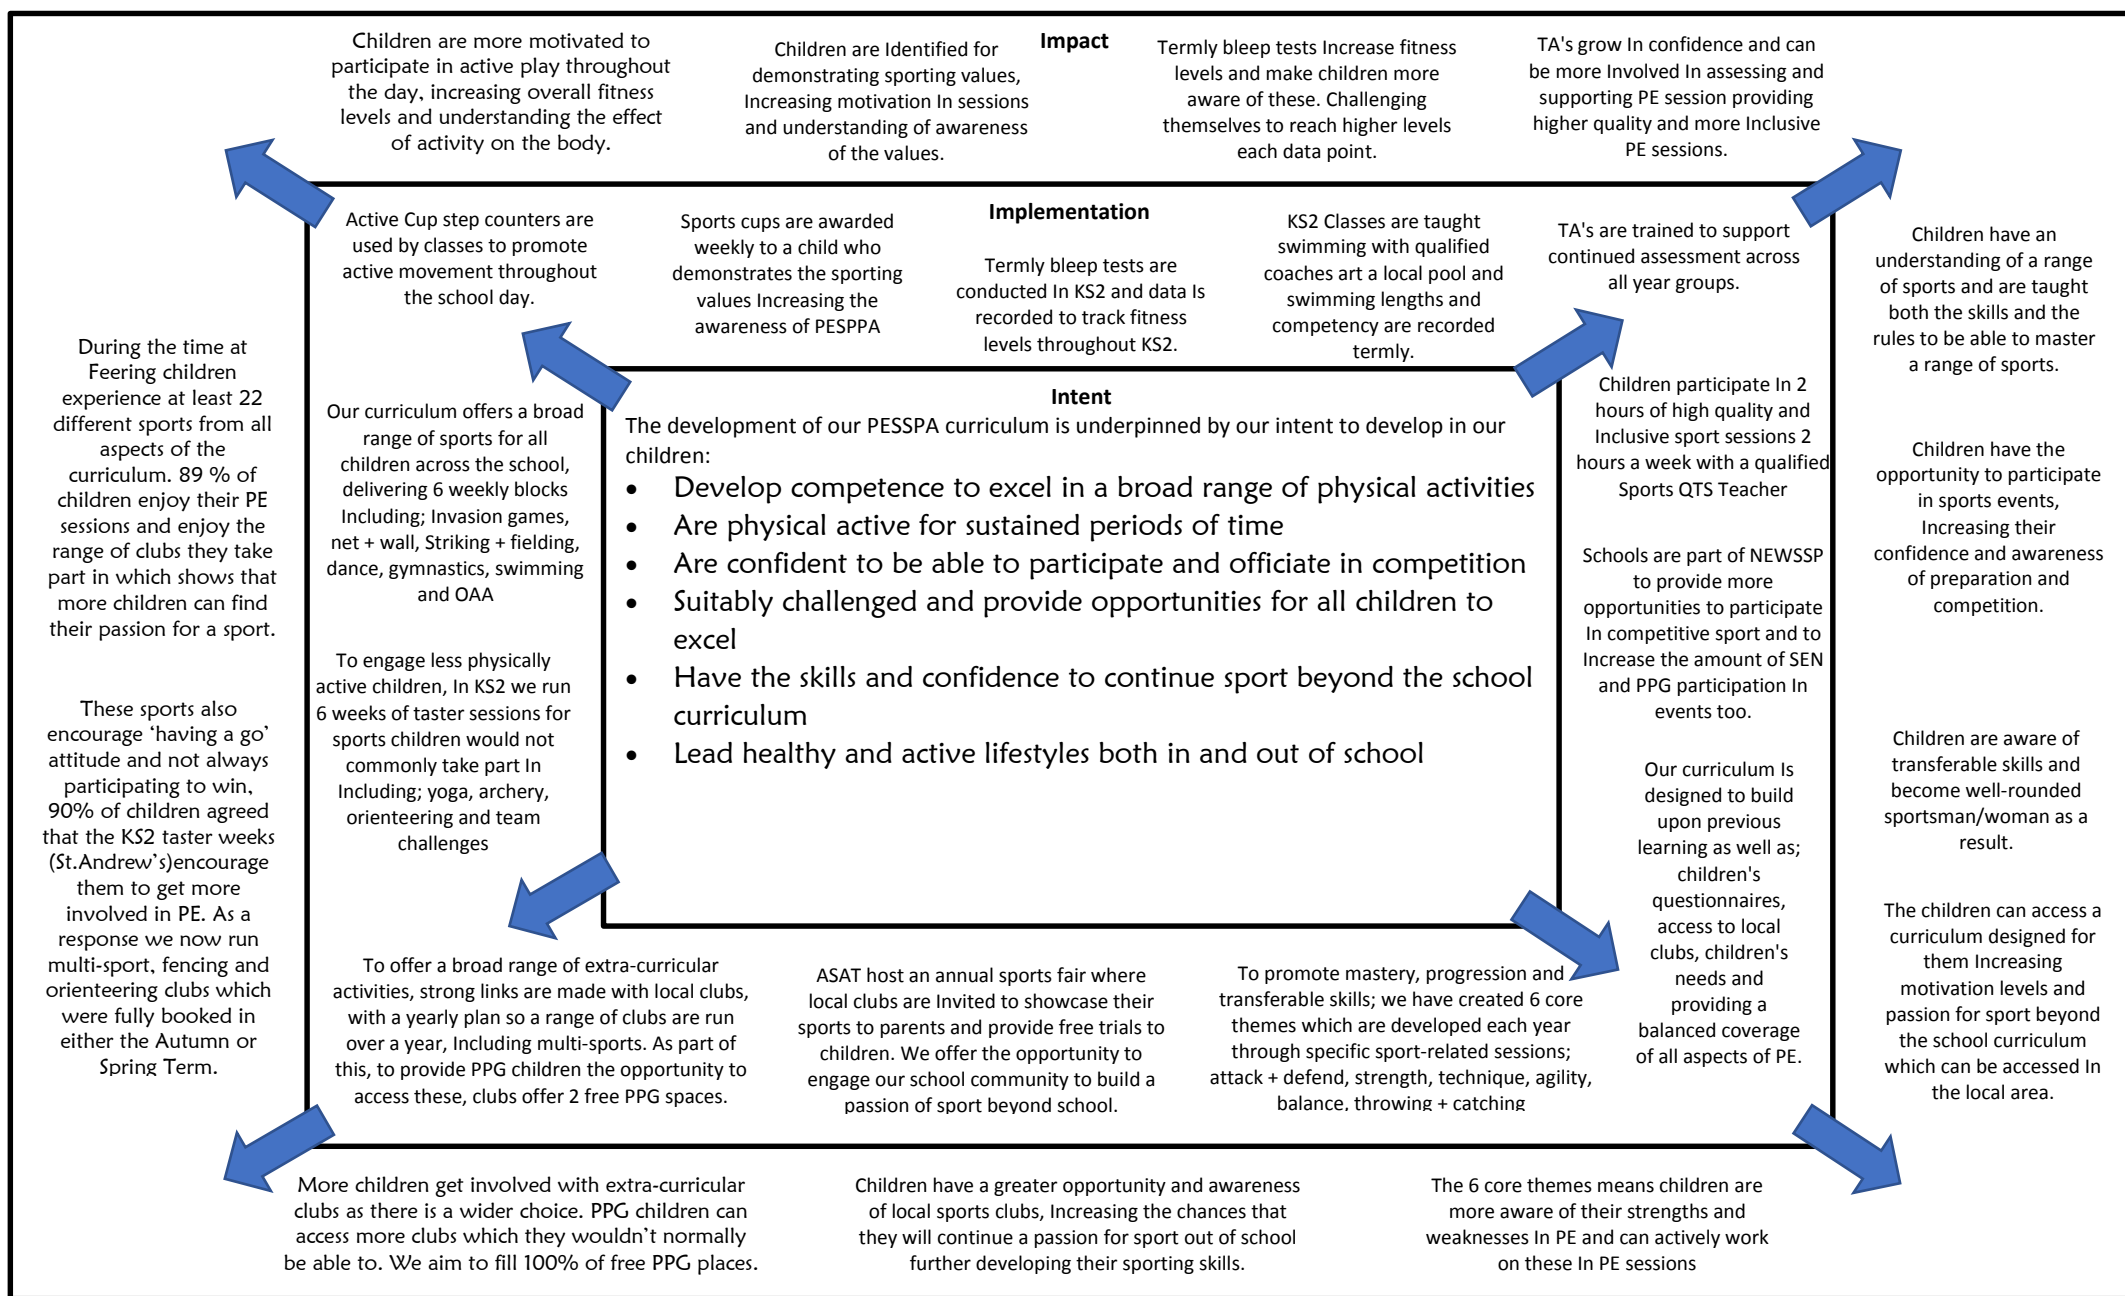 Impact
Children are more motivated to
participate in active play throughout
the day, increasing overall fitness
levels and understanding the effect
of activity on the body.
Children are Identified for
demonstrating sporting values,
Increasing motivation In sessions
and understanding of awareness
of the values.
Termly bleep tests Increase fitness
levels and make children more
aware of these. Challenging
themselves to reach higher levels
each data point.
TA's grow In confidence and can
be more Involved In assessing and
supporting PE session providing
higher quality and more Inclusive
PE sessions.
During the time at
Feering children
experience at least 22
different sports from all
aspects of the
curriculum. 89 % of
children enjoy their PE
sessions and enjoy the
range of clubs they take
part in which shows that
more children can find
their passion for a sport.
These sports also
encourage ‘having a go’
attitude and not always
participating to win,
90% of children agreed
that the KS2 taster weeks
(St.Andrew’s)encourage
them to get more
involved in PE. As a
response we now run
multi-sport, fencing and
orienteering clubs which
were fully booked in
either the Autumn or
Spring Term.
Implementation
Active Cup step counters are
used by classes to promote
active movement throughout
the school day.
Sports cups are awarded
weekly to a child who
demonstrates the sporting
values Increasing the
awareness of PESPPA
Termly bleep tests are
conducted In KS2 and data Is
recorded to track fitness
levels throughout KS2.
KS2 Classes are taught
swimming with qualified
coaches art a local pool and
swimming lengths and
competency are recorded
termly.
TA's are trained to support
continued assessment across
all year groups.
Our curriculum offers a broad
range of sports for all
children across the school,
delivering 6 weekly blocks
Including; Invasion games,
net + wall, Striking + fielding,
dance, gymnastics, swimming
and OAA
To engage less physically
active children, In KS2 we run
6 weeks of taster sessions for
sports children would not
commonly take part In
Including; yoga, archery,
orienteering and team
challenges
Intent
The development of our PESSPA curriculum is underpinned by our intent to develop in our
children:
• Develop competence to excel in a broad range of physical activities
• Are physical active for sustained periods of time
• Are confident to be able to participate and officiate in competition
• Suitably challenged and provide opportunities for all children to
excel
• Have the skills and confidence to continue sport beyond the school
curriculum
• Lead healthy and active lifestyles both in and out of school
Children participate In 2
hours of high quality and
Inclusive sport sessions 2
hours a week with a qualified
Sports QTS Teacher
Schools are part of NEWSSP
to provide more
opportunities to participate
In competitive sport and to
Increase the amount of SEN
and PPG participation In
events too.
Our curriculum Is
designed to build
upon previous
learning as well as;
children's
questionnaires,
access to local
clubs, children's
needs and
providing a
balanced coverage
of all aspects of PE.
To offer a broad range of extra-curricular
activities, strong links are made with local clubs,
with a yearly plan so a range of clubs are run
over a year, Including multi-sports. As part of
this, to provide PPG children the opportunity to
access these, clubs offer 2 free PPG spaces.
ASAT host an annual sports fair where
local clubs are Invited to showcase their
sports to parents and provide free trials to
children. We offer the opportunity to
engage our school community to build a
passion of sport beyond school.
To promote mastery, progression and
transferable skills; we have created 6 core
themes which are developed each year
through specific sport-related sessions;
attack + defend, strength, technique, agility,
balance, throwing + catching
Children have an
understanding of a range
of sports and are taught
both the skills and the
rules to be able to master
a range of sports.
Children have the
opportunity to participate
in sports events,
Increasing their
confidence and awareness
of preparation and
competition.
Children are aware of
transferable skills and
become well-rounded
sportsman/woman as a
result.
The children can access a
curriculum designed for
them Increasing
motivation levels and
passion for sport beyond
the school curriculum
which can be accessed In
the local area.
More children get involved with extra-curricular
clubs as there is a wider choice. PPG children can
access more clubs which they wouldn’t normally
be able to. We aim to fill 100% of free PPG places.
Children have a greater opportunity and awareness
of local sports clubs, Increasing the chances that
they will continue a passion for sport out of school
further developing their sporting skills.
The 6 core themes means children are
more aware of their strengths and
weaknesses In PE and can actively work
on these In PE sessions